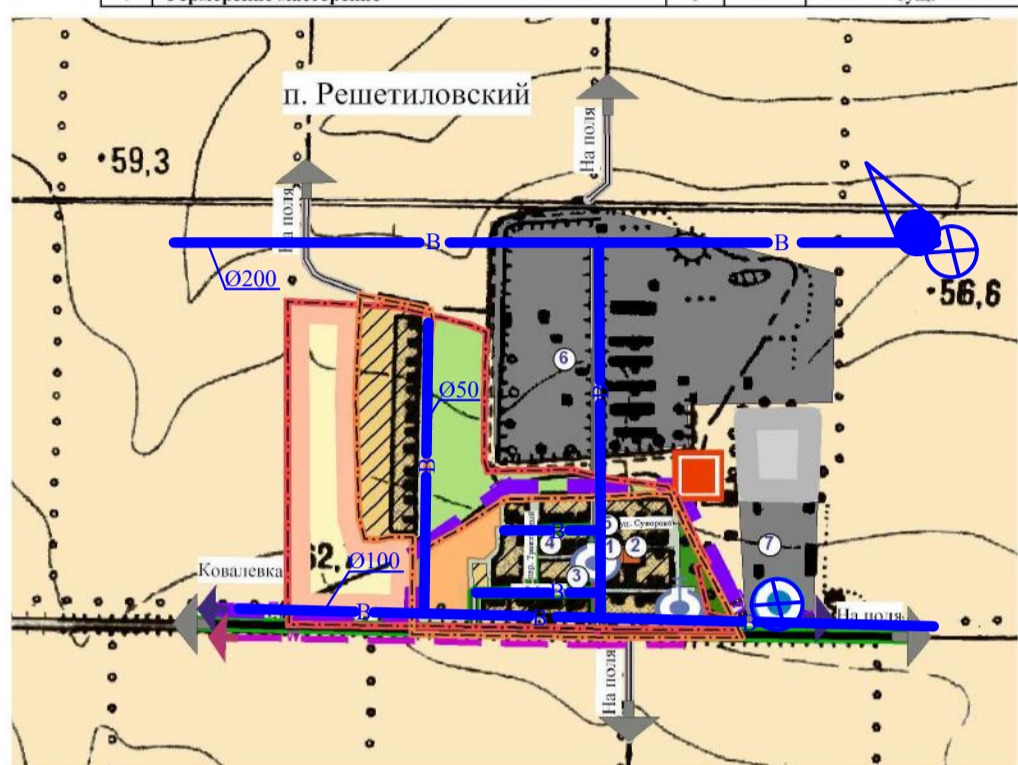 п. Решетиловский
59,3
На поля
На поля
В
В
Ø200
56,6
6
Ø50
В
В
ул. Суворова
5
В
4
1
2
7
3
Ковалевка
Ø100
В
В
В
На поля
На поля